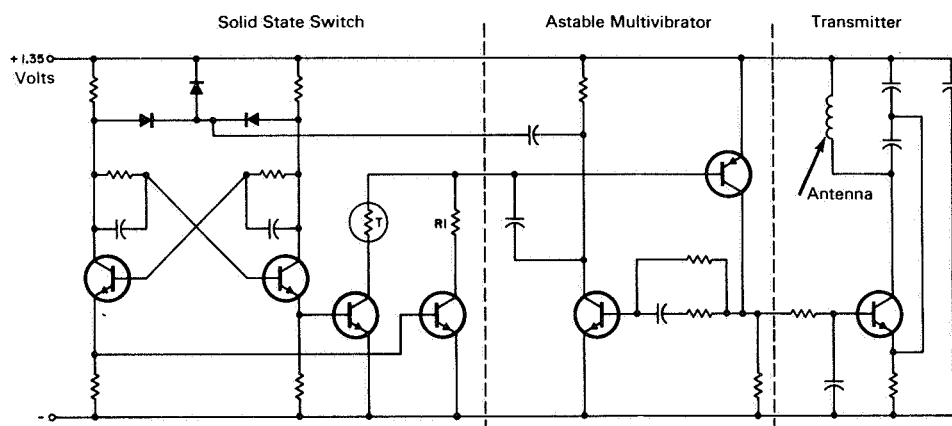 Solid State Switch
Astable Multivibrator
Transmitter
+1.35
Volts
T
R1
Antenna
-